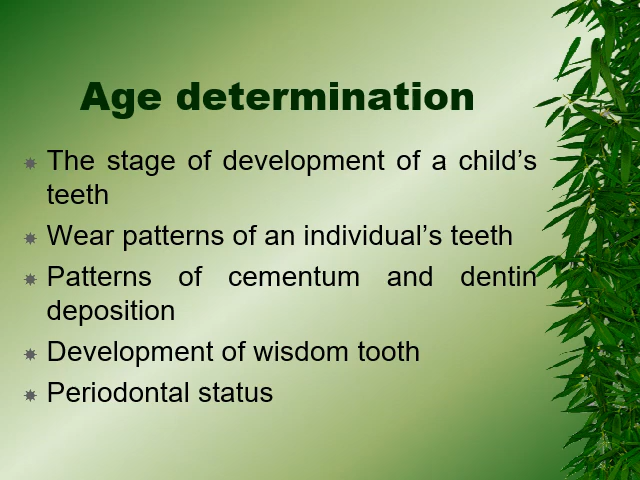 Age determination
The stage of development of a child’s
teeth
Wear patterns of an individual’s teeth
Patterns of cementum and dentin
deposition
Development of wisdom tooth
Periodontal status